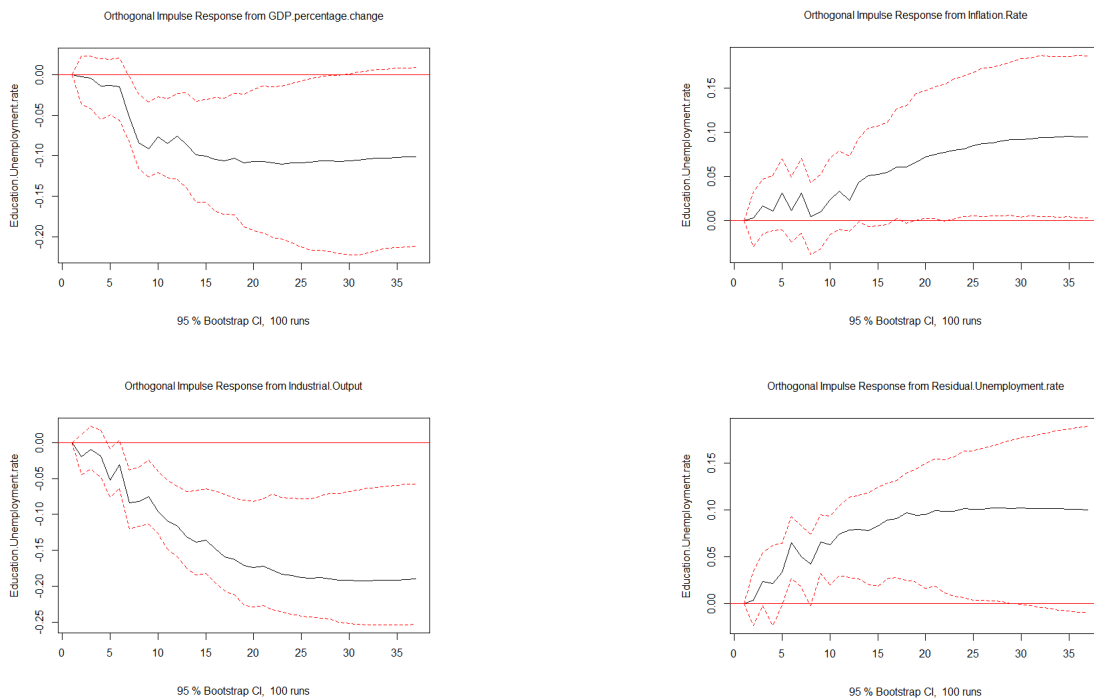 Orthogonal Impulse Response from GDP.percentage.change
Education.Unemployment.rate
0.00
-0.05
-0.10
-0.15
-0.20
0 5 10 15 20 25 30 35
95 % Bootstrap CI, 100 runs
Orthogonal Impulse Response from Inflation.Rate
Education.Unemployment.rate
0.15
0.10
0.05
0.00
0 5 10 15 20 25 30 35
95 % Bootstrap CI, 100 runs
Orthogonal Impulse Response from Industrial.Output
Education.Unemployment.rate
0.00
-0.05
-0.10
-0.15
-0.20
-0.25
0 5 10 15 20 25 30 35
95 % Bootstrap CI, 100 runs
Orthogonal Impulse Response from Residual.Unemployment.rate
Education.Unemployment.rate
0.15
0.10
0.05
0.00
0 5 10 15 20 25 30 35
95 % Bootstrap CI, 100 runs